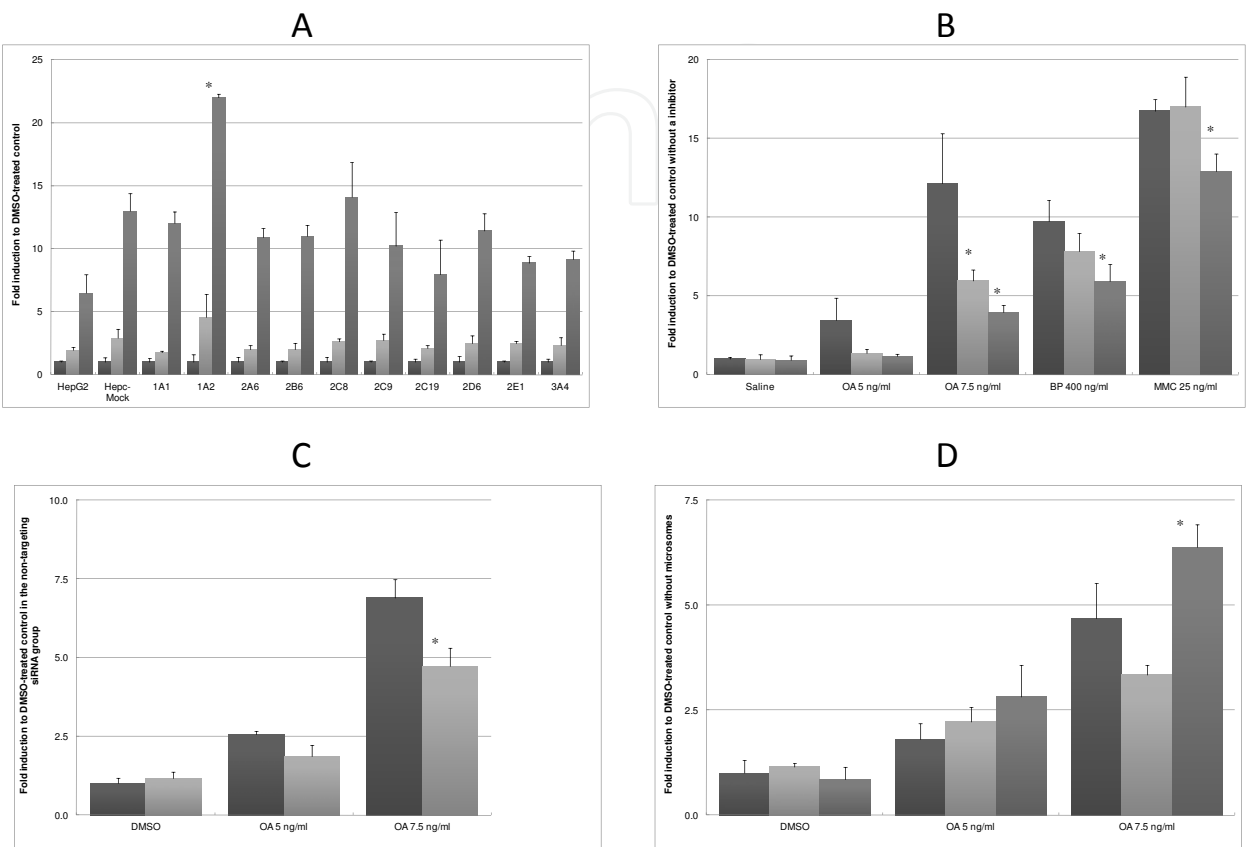 A
Fold induction to DMSO-treated control
25
20
15
10
5
0
*
HepG2
Hepc-
Mock
1A1
1A2
2A6
2B6
2C8
2C9
2C19
2D6
2E1
3A4
B
Fold induction to DMSO-treated control without a inhibitor
20
15
10
5
0
*
*
*
*
Saline
OA 5 ng/ml
OA 7.5 ng/ml
BP 400 ng/ml
MMC 25 ng/ml
C
Fold induction to DMSO-treated control in the non-targeting
siRNA group
10.0
7.5
5.0
2.5
0.0
*
DMSO
OA 5 ng/ml
OA 7.5 ng/ml
D
Fold induction to DMSO-treated control without microsomes
7.5
5.0
2.5
0.0
*
DMSO
OA 5 ng/ml
OA 7.5 ng/ml